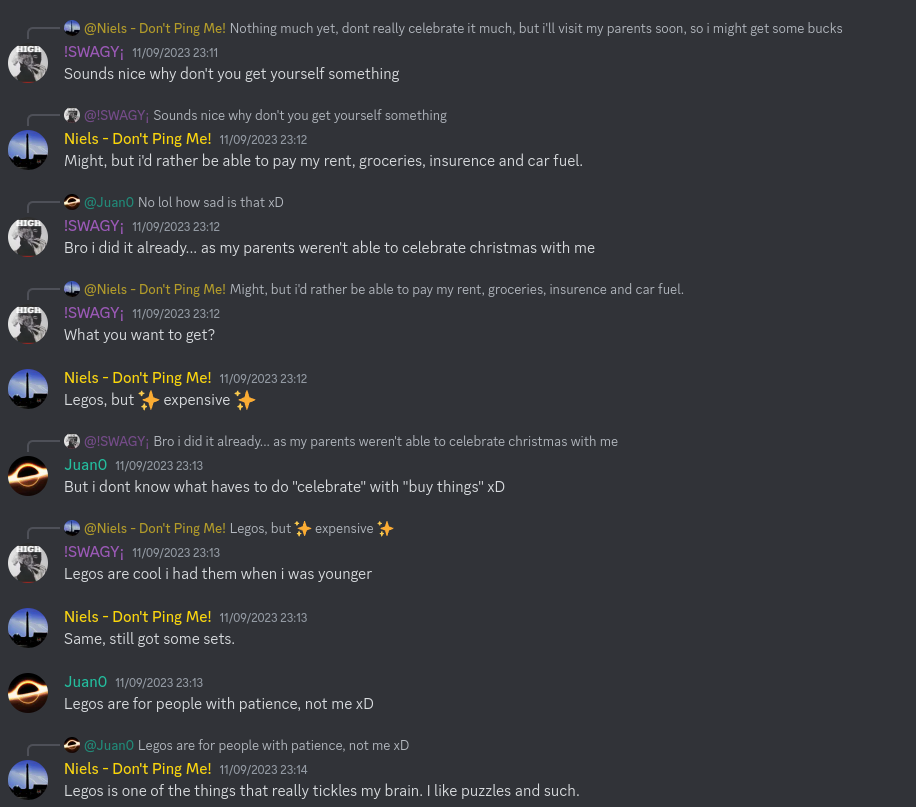 @Niels - Don't Ping Me! Nothing much yet, dont really celebrate it much, but i'll visit my parents soon, so i might get some bucks
HIGH
!SWAGY¡ 11/09/2023 23:11
Sounds nice why don't you get yourself something
@!SWAGY¡ Sounds nice why don't you get yourself something
Niels - Don't Ping Me! 11/09/2023 23:12
Might, but i'd rather be able to pay my rent, groceries, insurence and car fuel.
@Juan0 No lol how sad is that xD
HIGH
!SWAGY¡ 11/09/2023 23:12
Bro i did it already... as my parents weren't able to celebrate christmas with me
@Niels - Don't Ping Me! Might, but i'd rather be able to pay my rent, groceries, insurence and car fuel.
HIGH
!SWAGY¡ 11/09/2023 23:12
What you want to get?
Niels - Don't Ping Me! 11/09/2023 23:12
Legos, but ✨ expensive ✨
@!SWAGY¡ Bro i did it already... as my parents weren't able to celebrate christmas with me
Juan0 11/09/2023 23:13
But i dont know what haves to do "celebrate" with "buy things" xD
@Niels - Don't Ping Me! Legos, but ✨ expensive ✨
HIGH
!SWAGY¡ 11/09/2023 23:13
Legos are cool i had them when i was younger
Niels - Don't Ping Me! 11/09/2023 23:13
Same, still got some sets.
Juan0 11/09/2023 23:13
Legos are for people with patience, not me xD
@Juan0 Legos are for people with patience, not me xD
Niels - Don't Ping Me! 11/09/2023 23:14
Legos is one of the things that really tickles my brain. I like puzzles and such.